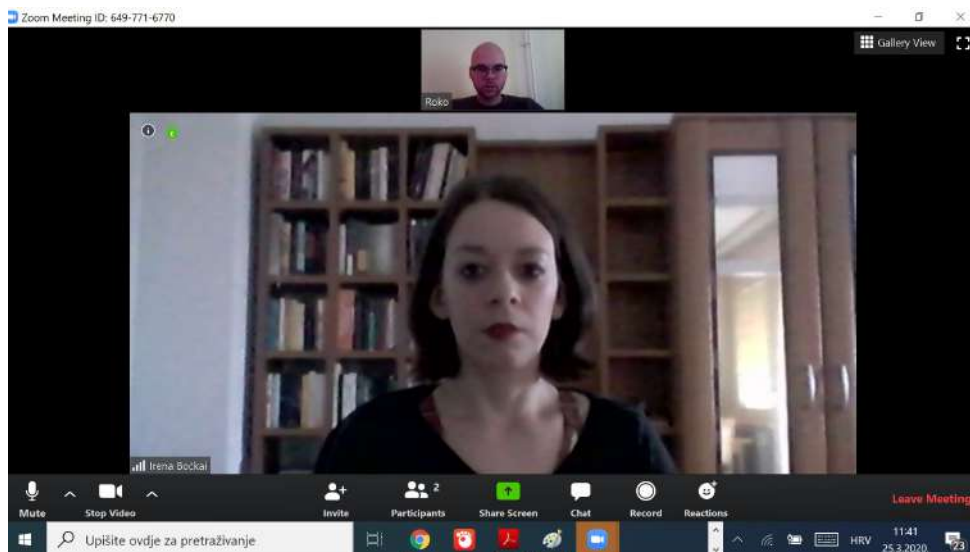 Zoom Meeting ID: 649-771-6770
Gallery View
Roko
Irena Bočkai
Mute
Stop Video
Invite
Participants
2
Share Screen
Chat
Record
Reactions
Leave Meeting
Upišite ovdje za pretraživanje
HRV
11:41
25.3.2020.
23